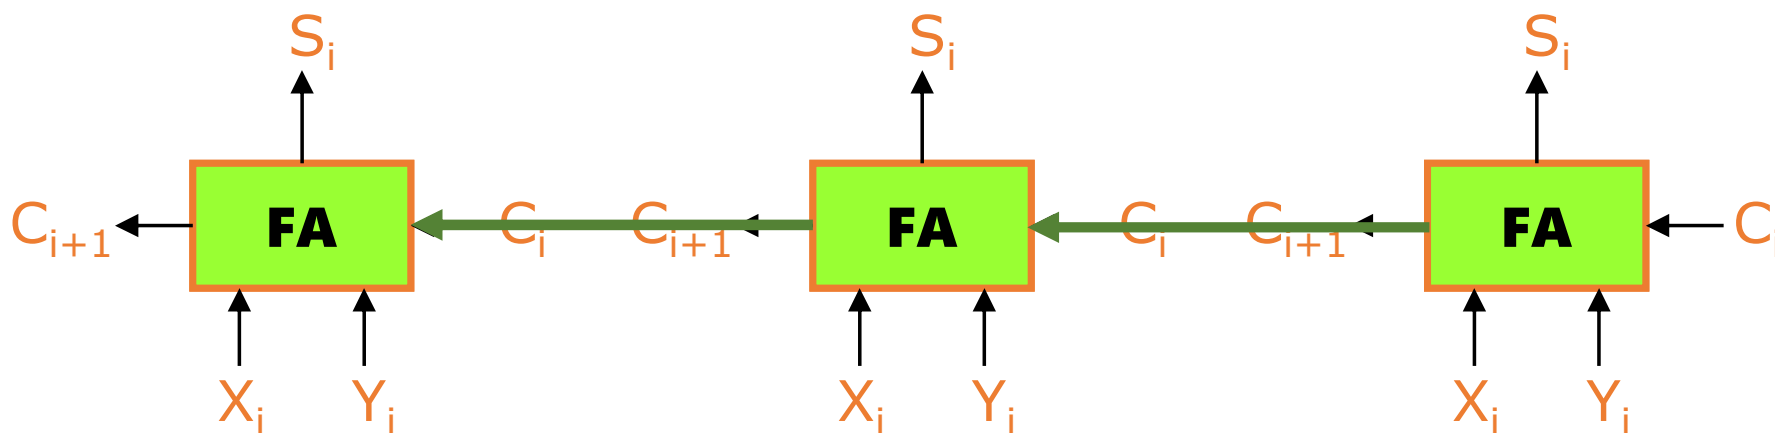 Si Si Si
Ci+1 FA Ci Ci+1 FA Ci Ci+1 FA C
Xi Yi Xi Yi Xi Yi